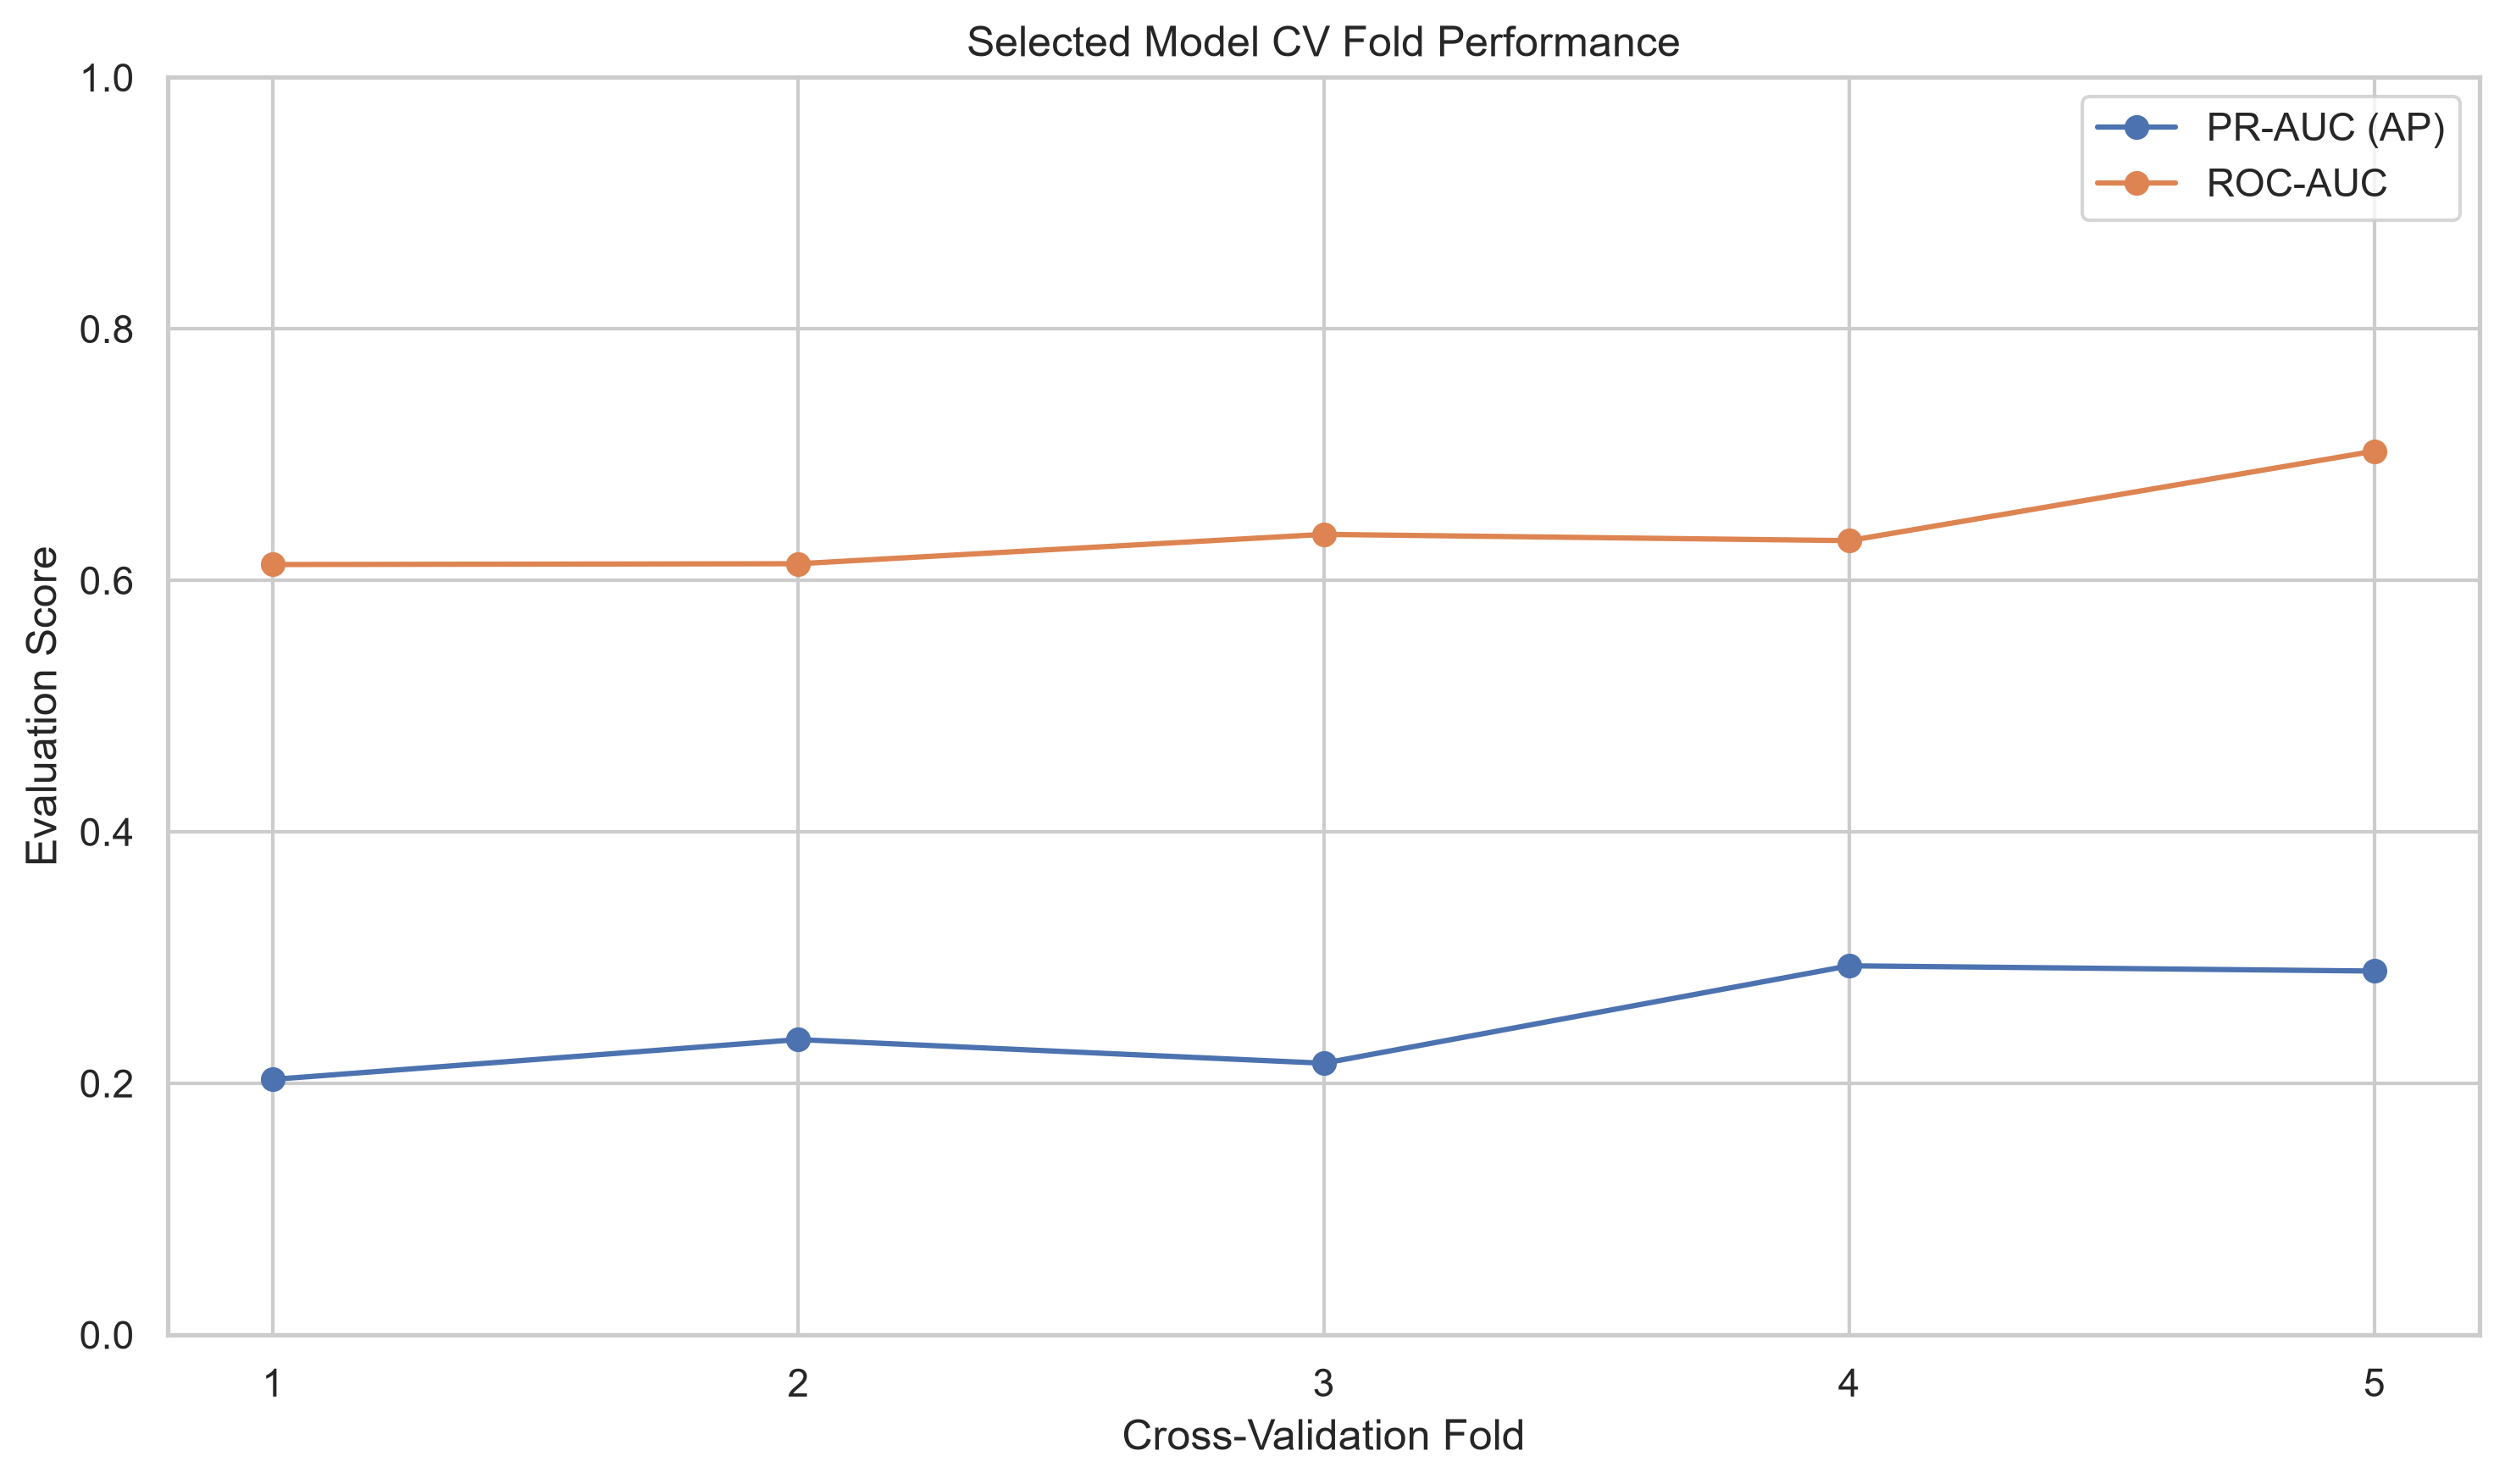 Selected Model CV Fold Performance
1.0
0.8
0.6
0.4
0.2
0.0
Evaluation Score
PR-AUC (AP)
ROC-AUC
1 2 3 4 5
Cross-Validation Fold